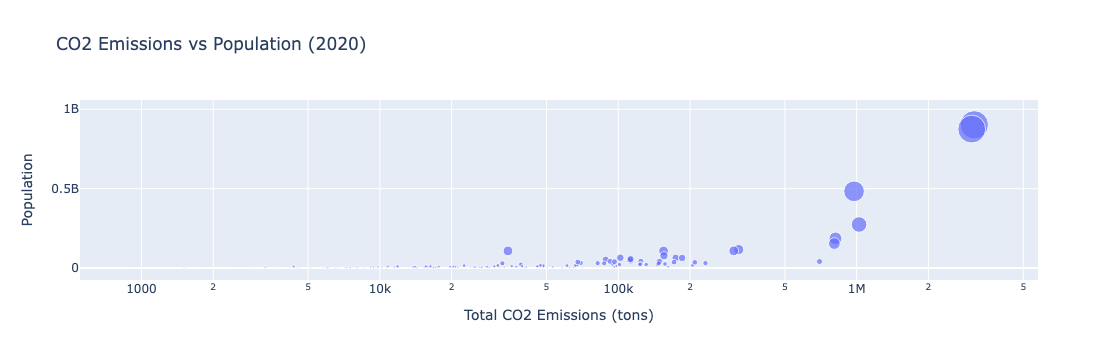 CO2 Emissions vs Population (2020)
1B
0.5B
0
Population
1000 2 5 10k 2 5 100k 2 5 1M 2 5
Total CO2 Emissions (tons)